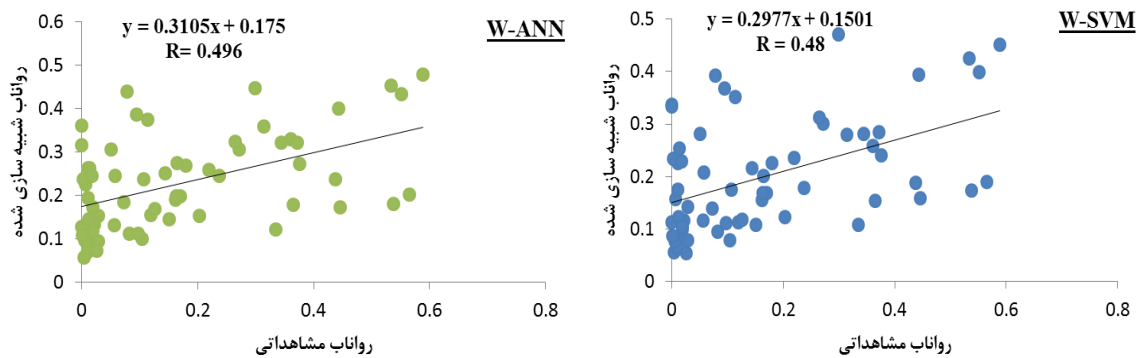 y = 0.3105x + 0.175
R= 0.496
W-ANN
0.6
0.5
0.4
0.3
0.2
0.1
0
رواناب شبیه سازی شده
0 0.2 0.4 0.6 0.8
رواناب مشاهداتی
y = 0.2977x + 0.1501
R = 0.48
W-SVM
0.5
0.4
0.3
0.2
0.1
0
رواناب شبیه سازی شده
0 0.2 0.4 0.6 0.8
رواناب مشاهداتی